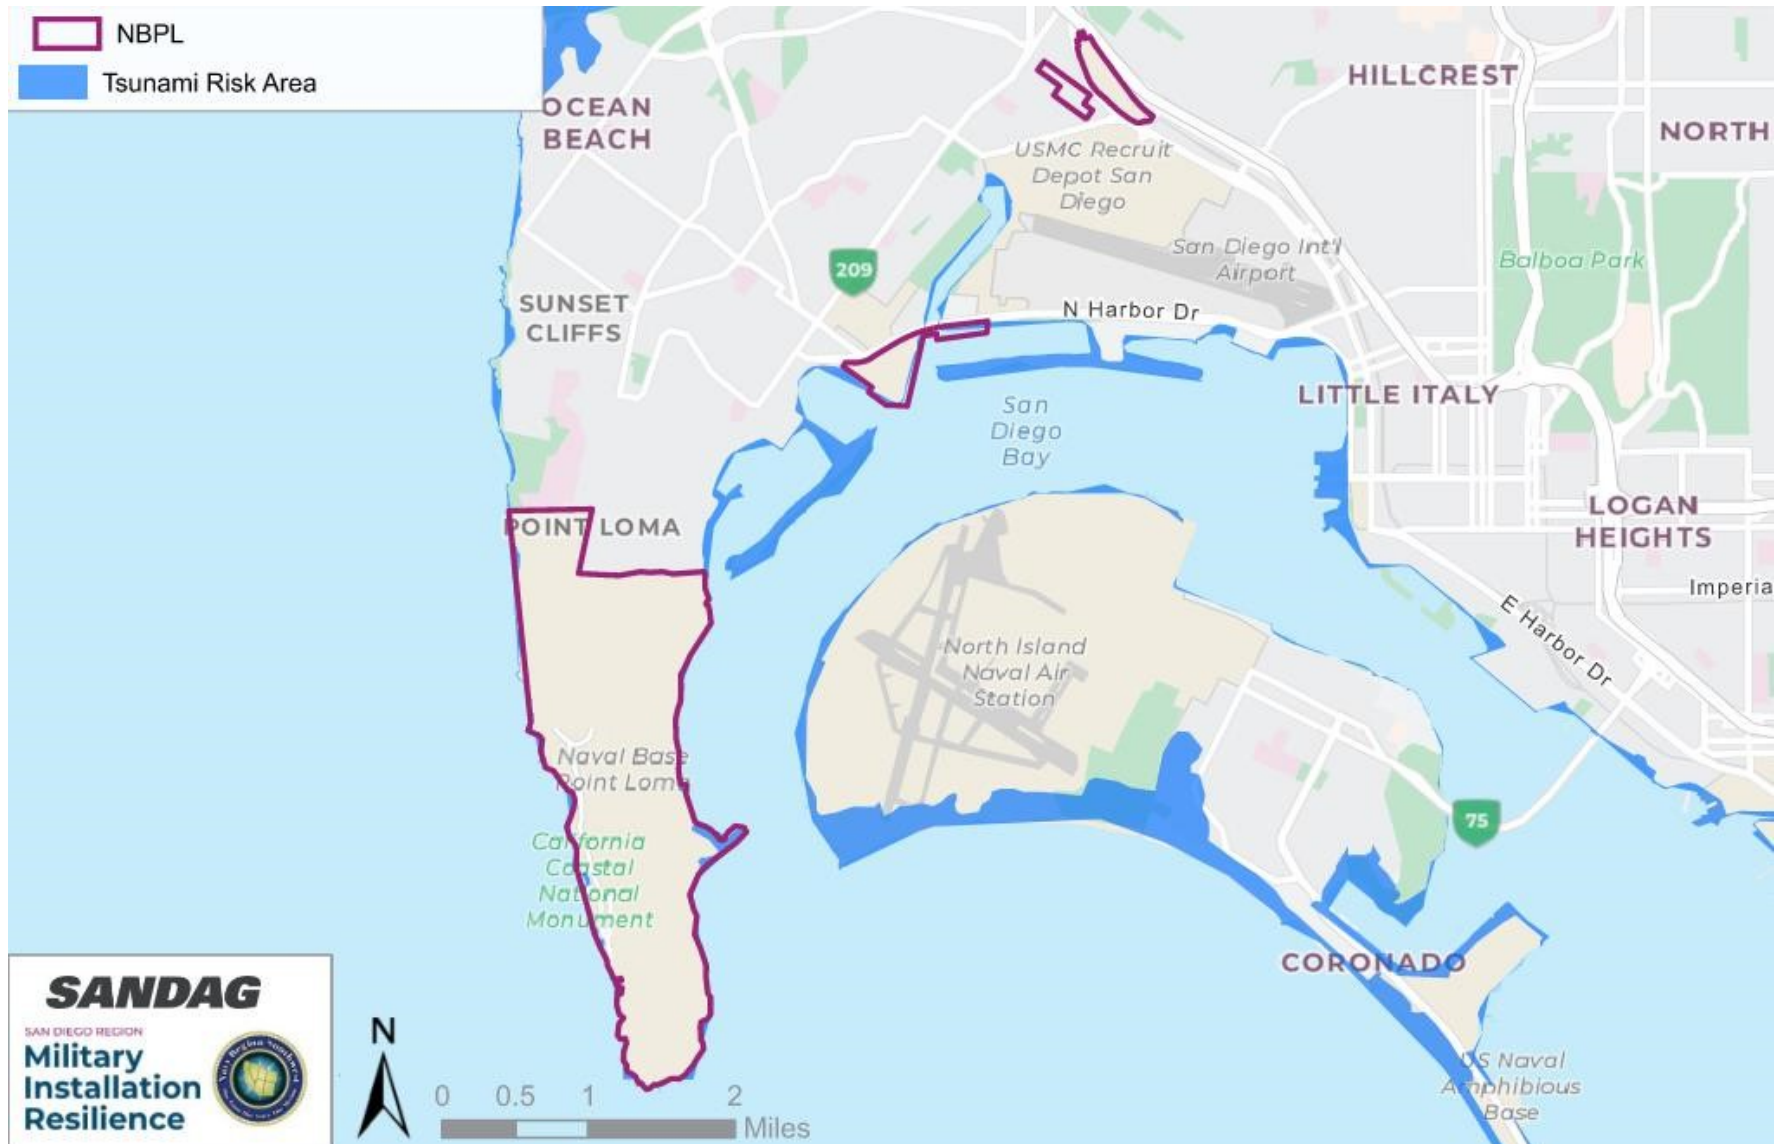 NBPL
Tsunami Risk Area
OCEAN
BEACH
HILLCREST
NORTH
USMC Recruit
Depot San
Diego
San Diego Int'l
Airport
Balboa Park
209
SUNSET
CLIFFS
N Harbor Dr
LITTLE ITALY
San
Diego
Bay
POINT LOMA
LOGAN
HEIGHTS
Imperia
E Harbor Dr
North Island
Naval Air
Station
Naval Base
Point Loma
75
California
Coastal
National
Monument
CORONADO
US Naval
Amphibious
Base
SANDAG
SAN DIEGO REGION
Military
Installation
Resilience
N
0 0.5 1 2
Miles